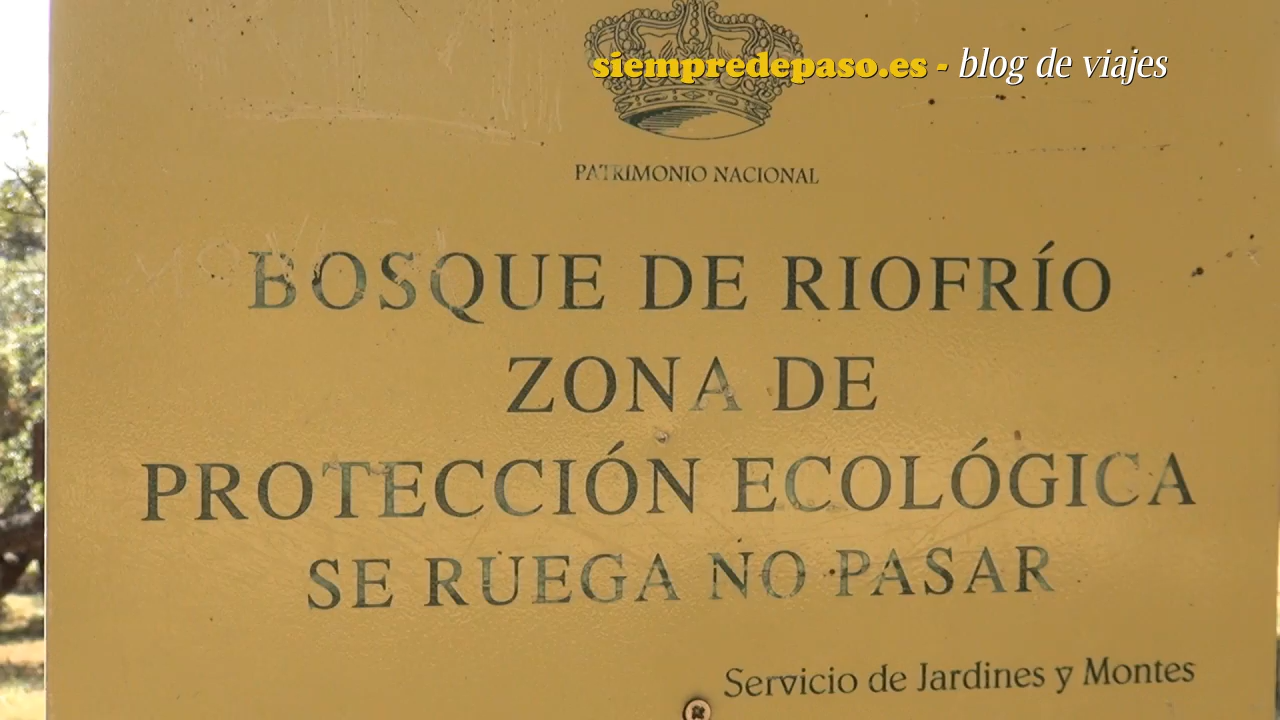 siempredepaso.es - blog de viajes
PATRIMONIO NACIONAL
BOSQUE DE RIOFRÍO
ZONA DE
PROTECCIÓN ECOLÓGICA
SE RUEGA NO PASAR
Servicio de Jardines y Montes